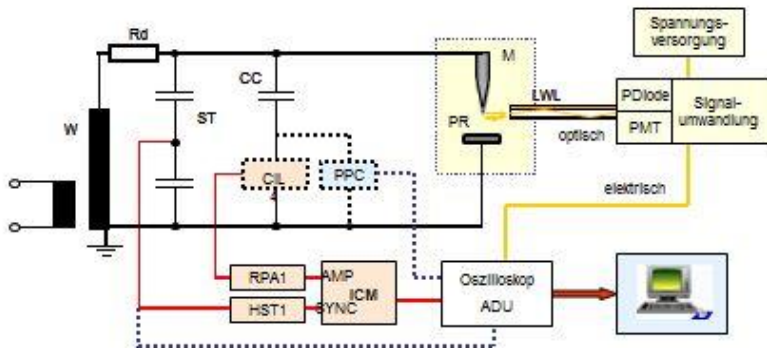 Spannungs-
versorgung
Rd
M
CC
LWL
PDiode
Signal-
umwandlung
ST
W
PR
PMT
optisch
CIL
4
PPC
elektrisch
RPA1
AMP
Oszilloskop
ICM
HST1
SYNC
ADU